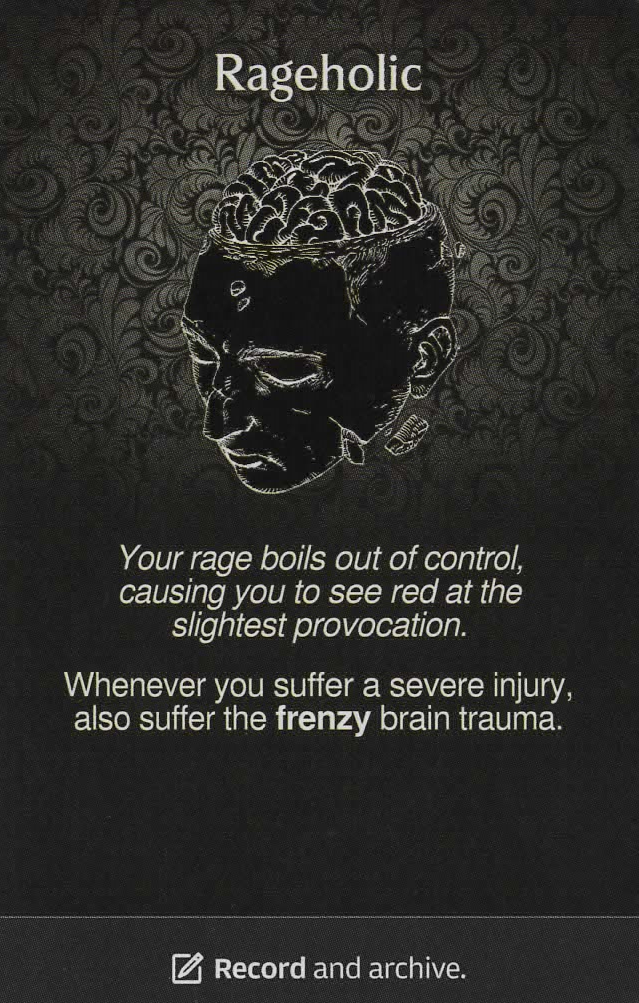 Rageholic
Your rage boils out of control,
causing you to see red at the
slightest provocation.
Whenever you suffer a severe injury,
also suffer the frenzy brain trauma.
Record and archive.